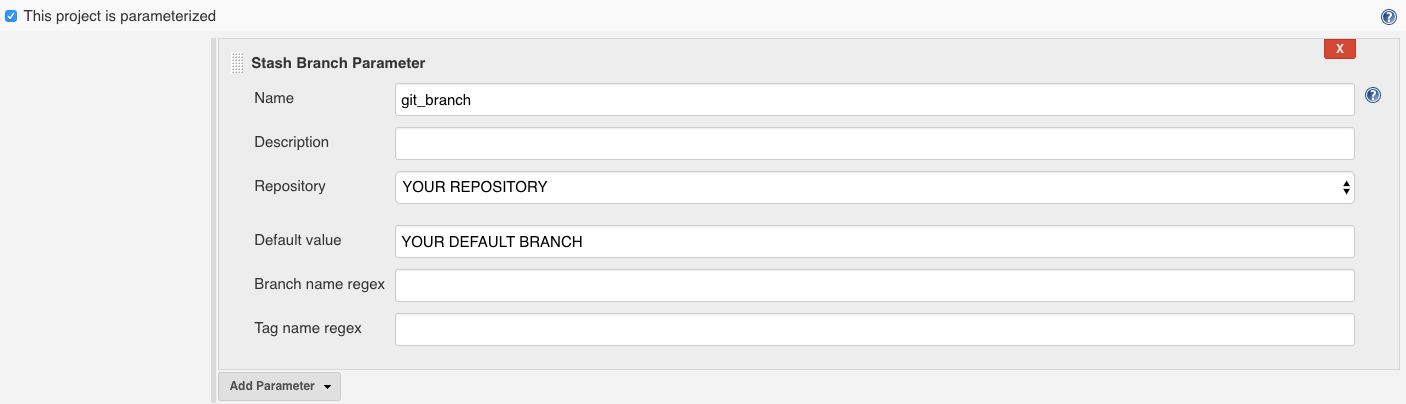 This project is parameterized
?
X
Stash Branch Parameter
Name git_branch ?
Description
Repository YOUR REPOSITORY
Default value YOUR DEFAULT BRANCH
Branch name regex
Tag name regex
Add Parameter